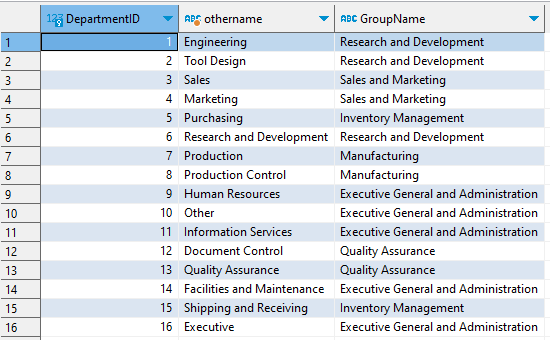 123 DepartmentID ABC othername ABC GroupName
1 1 Engineering Research and Development
2 2 Tool Design Research and Development
3 3 Sales Sales and Marketing
4 4 Marketing Sales and Marketing
5 5 Purchasing Inventory Management
6 6 Research and Development Research and Development
7 7 Production Manufacturing
8 8 Production Control Manufacturing
9 9 Human Resources Executive General and Administration
10 10 Other Executive General and Administration
11 11 Information Services Executive General and Administration
12 12 Document Control Quality Assurance
13 13 Quality Assurance Quality Assurance
14 14 Facilities and Maintenance Executive General and Administration
15 15 Shipping and Receiving Inventory Management
16 16 Executive Executive General and Administration